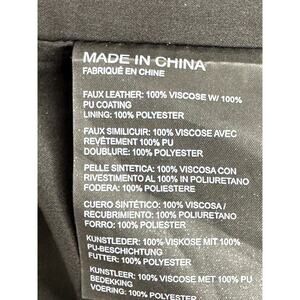 MADE IN CHINA
FABRIQUÉ EN CHINE
FAUX LEATHER: 100% VISCOSE W/ 100%
PU COATING
LINING: 100% POLYESTER
FAUX SIMILICUIR: 100% VISCOSE AVEC
REVÊTEMENT 100% PU
DOUBLURE: 100% POLYESTER
PELLE SINTETICA: 100% VISCOSA CON
RIVESTIMENTO AL 100% IN POLIURETANO
FODERA: 100% POLIESTERE
CUERO SINTÉTICO: 100% VISCOSA /
RECUBRIMIENTO: 100% POLIURETANO
FORRO: 100% POLIESTER
KUNSTLEDER: 100% VISKOSE MIT 100%
PU-BESCHICHTUNG
FUTTER: 100% POLYESTER
KUNSTLEER: 100% VISCOSE MET 100% PU
BEDEKKING
VOERING: 100% POLYESTER